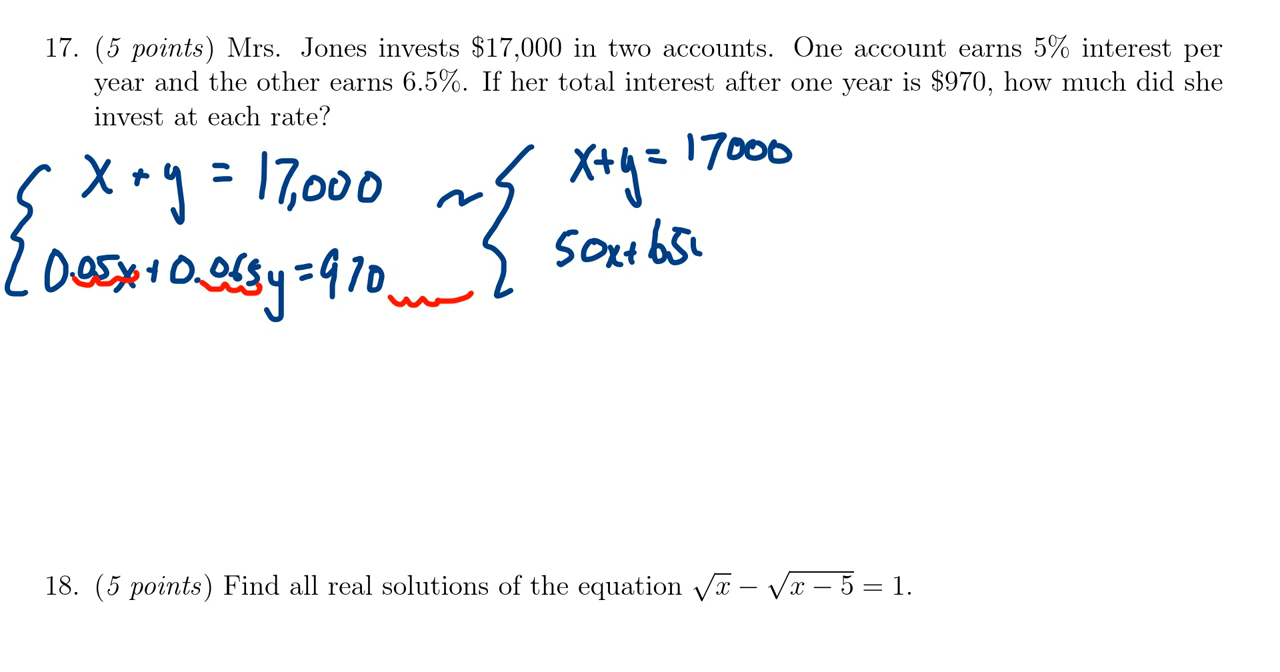 17. (5 points) Mrs. Jones invests $17,000 in two accounts. One account earns 5% interest per
year and the other earns 6.5%. If her total interest after one year is $970, how much did she
invest at each rate?
{ x + y = 17,000 ~ { x+y = 17000
0.05x + 0.065y = 970 50x + 65
18. (5 points) Find all real solutions of the equation √x − √(x − 5) = 1.